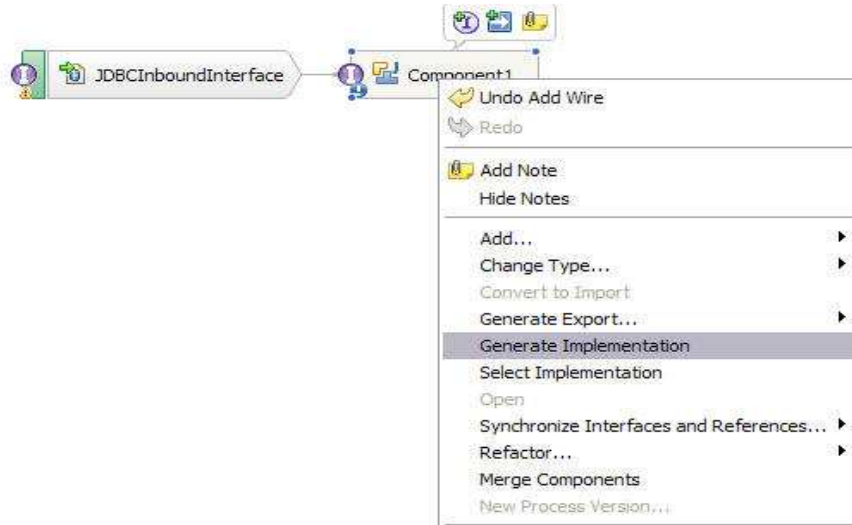 JDBCInboundInterface
Component1
Undo Add Wire
Redo
Add Note
Hide Notes
Add...
Change Type...
Convert to Import
Generate Export...
Generate Implementation
Select Implementation
Open
Synchronize Interfaces and References...
Refactor...
Merge Components
New Process Version...